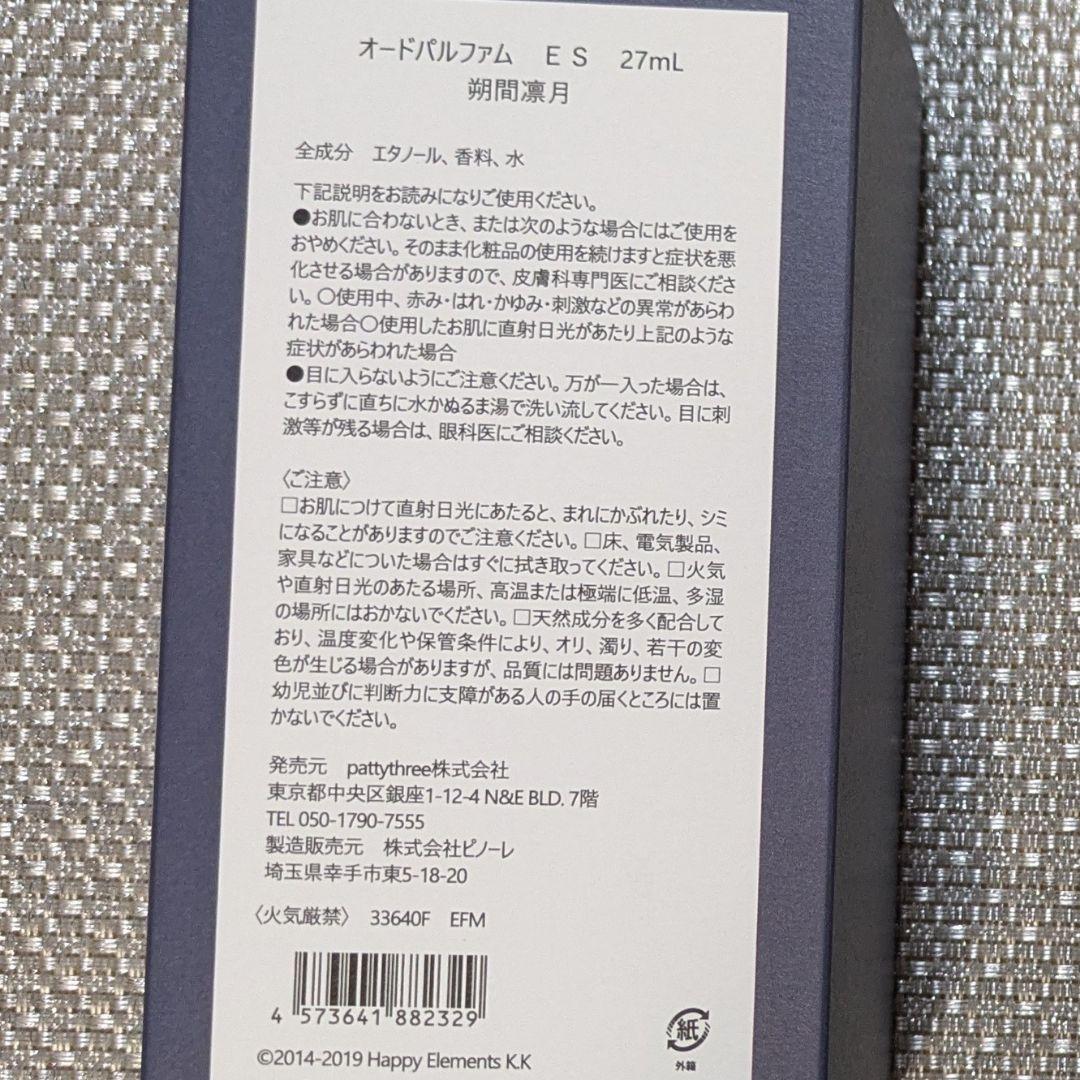 オードパルファム　ＥＳ　27mL
朔間凛月
全成分　エタノール、香料、水
下記説明をお読みになりご使用ください。
●お肌に合わないとき、または次のような場合にはご使用を
おやめください。そのまま化粧品の使用を続けますと症状を悪
化させる場合がありますので、皮膚科専門医にご相談くださ
い。〇使用中、赤み・はれ・かゆみ・刺激などの異常があらわ
れた場合〇使用したお肌に直射日光があたり上記のような
症状があらわれた場合
●目に入らないようにご注意ください。万が一入った場合は、
こすらずに直ちに水かぬるま湯で洗い流してください。目に刺
激等が残る場合は、眼科医にご相談ください。
〈ご注意〉
□お肌につけて直射日光にあたると、まれにかぶれたり、シミ
になることがありますのでご注意ください。□床、電気製品、
家具などについた場合はすぐに拭き取ってください。□火気
や直射日光のあたる場所、高温または極端に低温、多湿
の場所にはおかないでください。□天然成分を多く配合して
おり、温度変化や保管条件により、オリ、濁り、若干の変
色が生じる場合がありますが、品質には問題ありません。□
幼児並びに判断力に支障がある人の手の届くところには置
かないでください。
発売元　pattythree株式会社
東京都中央区銀座1-12-4 N&E BLD. 7階
TEL 050-1790-7555
製造販売元　株式会社ピノーレ
埼玉県幸手市東5-18-20
〈火気厳禁〉　33640F　EFM
4 573641 882329
©2014-2019 Happy Elements K.K
紙
外箱